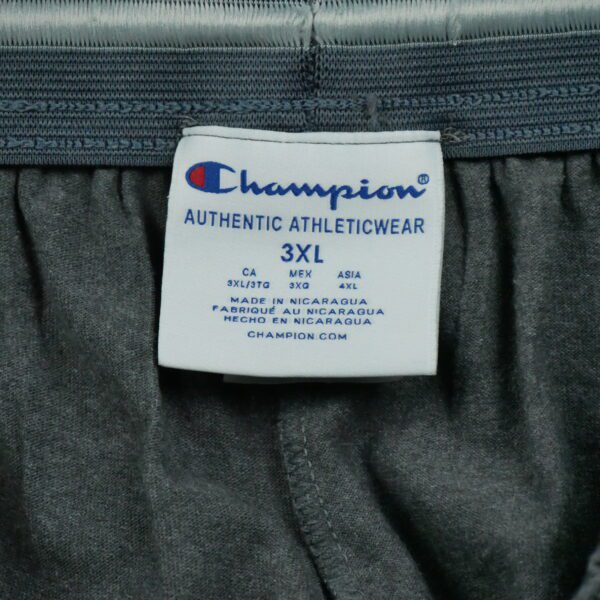 Champion®
AUTHENTIC ATHLETICWEAR
3XL
CA MEX ASIA
3XL/3TG 3XG 4XL
MADE IN NICARAGUA
FABRIQUÉ AU NICARAGUA
HECHO EN NICARAGUA
CHAMPION.COM